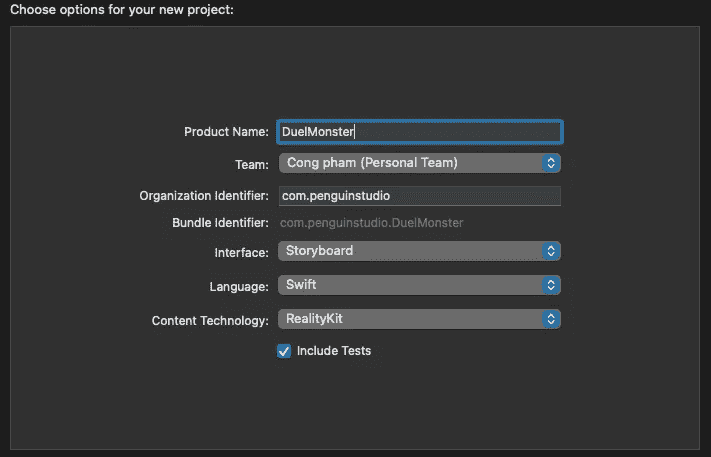 Choose options for your new project:
Product Name: DuelMonster
Team: Cong pham (Personal Team)
Organization Identifier: com.penguinstudio
Bundle Identifier: com.penguinstudio.DuelMonster
Interface: Storyboard
Language: Swift
Content Technology: RealityKit
Include Tests